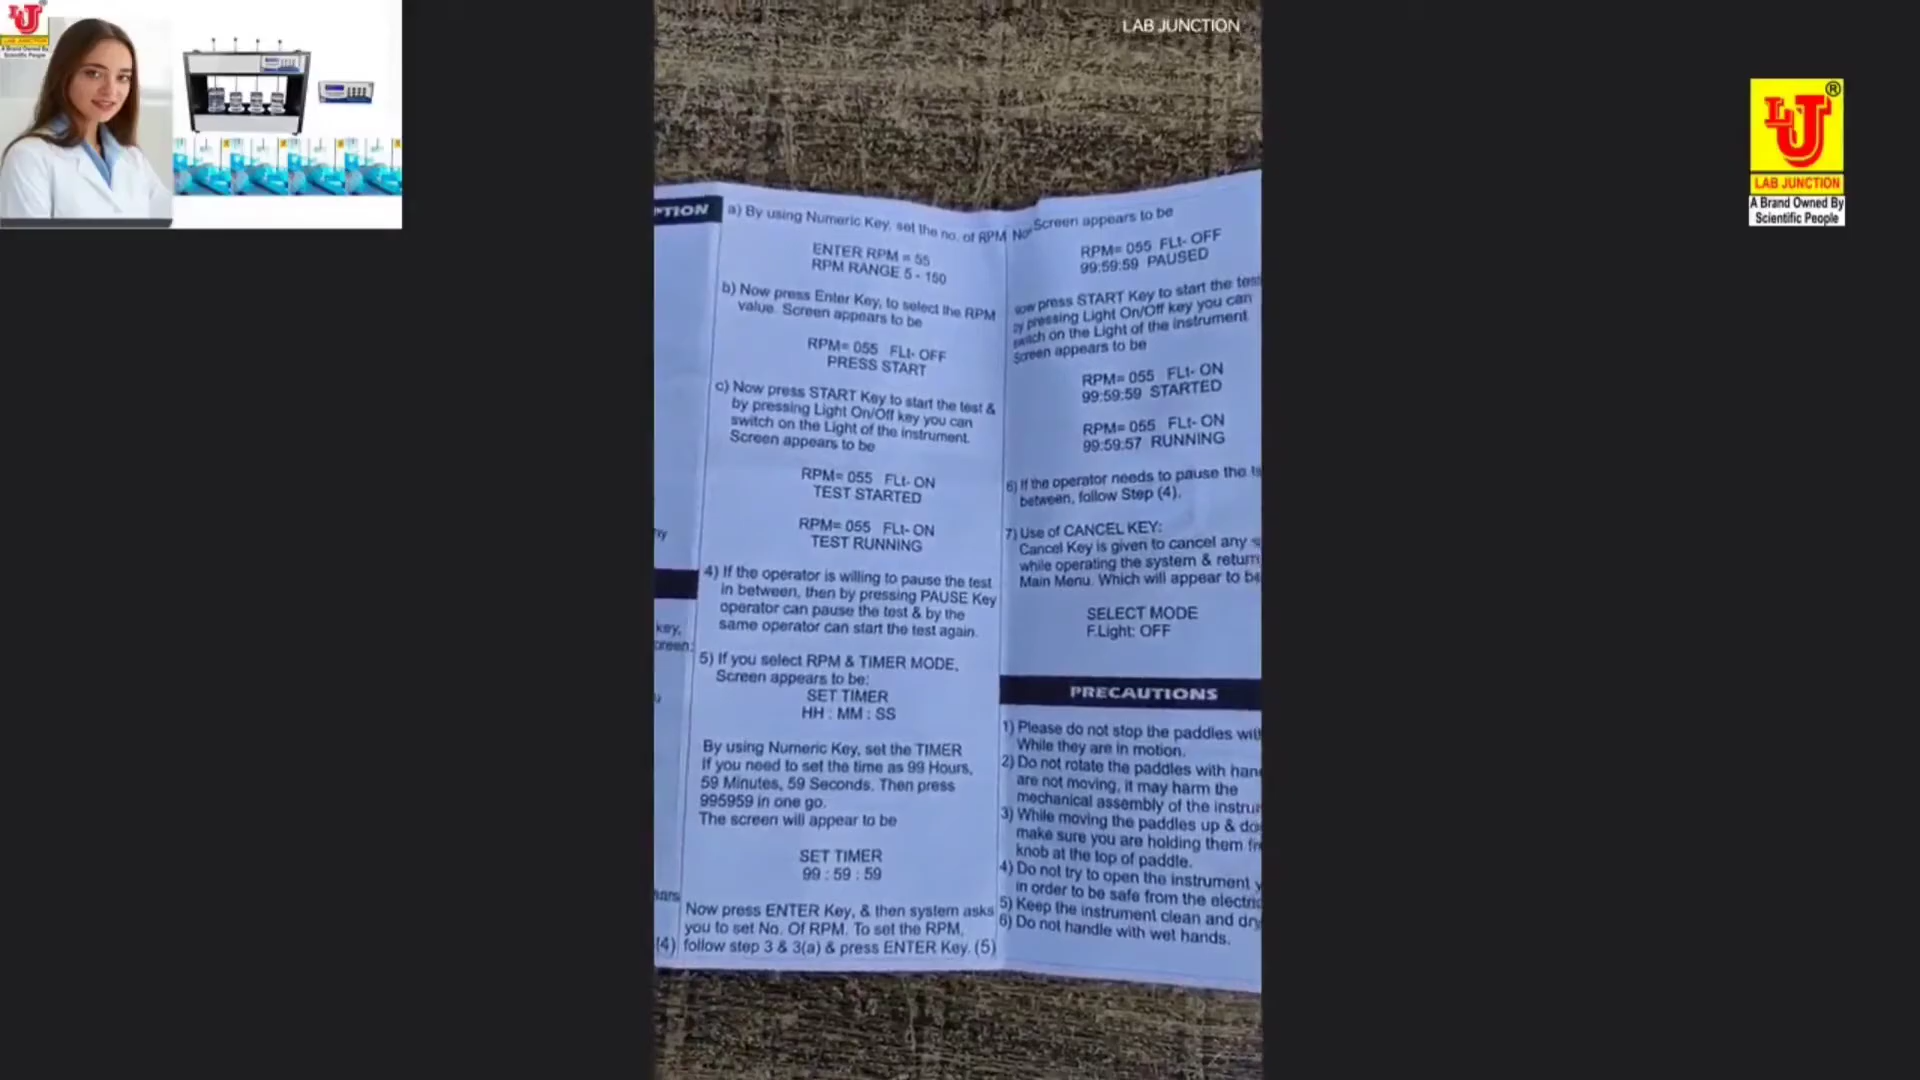 LJ
LAB JUNCTION
A Brand Owned By
Scientific People
LAB JUNCTION
LJ ®
LAB JUNCTION
A Brand Owned By
Scientific People
PTION
ny
key,
creen:
(4)
a) By using Numeric Key, set the no. of RPM
ENTER RPM = 55
RPM RANGE 5 - 150
b) Now press Enter Key, to select the RPM
value. Screen appears to be
RPM= 055 FLt- OFF
PRESS START
c) Now press START Key to start the test &
by pressing Light On/Off key you can
switch on the Light of the instrument.
Screen appears to be
RPM= 055 FLt- ON
TEST STARTED
RPM= 055 FLt- ON
TEST RUNNING
4) If the operator is willing to pause the test
in between, then by pressing PAUSE Key
operator can pause the test & by the
same operator can start the test again.
5) If you select RPM & TIMER MODE,
Screen appears to be:
SET TIMER
HH : MM : SS
By using Numeric Key, set the TIMER
If you need to set the time as 99 Hours,
59 Minutes, 59 Seconds. Then press
995959 in one go.
The screen will appear to be
SET TIMER
99 : 59 : 59
Now press ENTER Key, & then system asks
you to set No. Of RPM. To set the RPM,
follow step 3 & 3(a) & press ENTER Key. (5)
Screen appears to be
RPM= 055 FLt- OFF
99:59:59 PAUSED
press START Key to start the test
by pressing Light On/Off key you can
switch on the Light of the instrument
Screen appears to be
RPM= 055 FLt- ON
99:59:59 STARTED
RPM= 055 FLt- ON
99:59:57 RUNNING
6) If the operator needs to pause the
between, follow Step (4).
7) Use of CANCEL KEY:
Cancel Key is given to cancel any
while operating the system & return
Main Menu. Which will appear to be
SELECT MODE
F.Light: OFF
PRECAUTIONS
1) Please do not stop the paddles
While they are in motion.
2) Do not rotate the paddles with
are not moving, it may harm the
mechanical assembly of the
3) While moving the paddles up &
make sure you are holding them
knob at the top of paddle.
4) Do not try to open the instrument
in order to be safe from the
5) Keep the instrument clean and dry
6) Do not handle with wet hands.